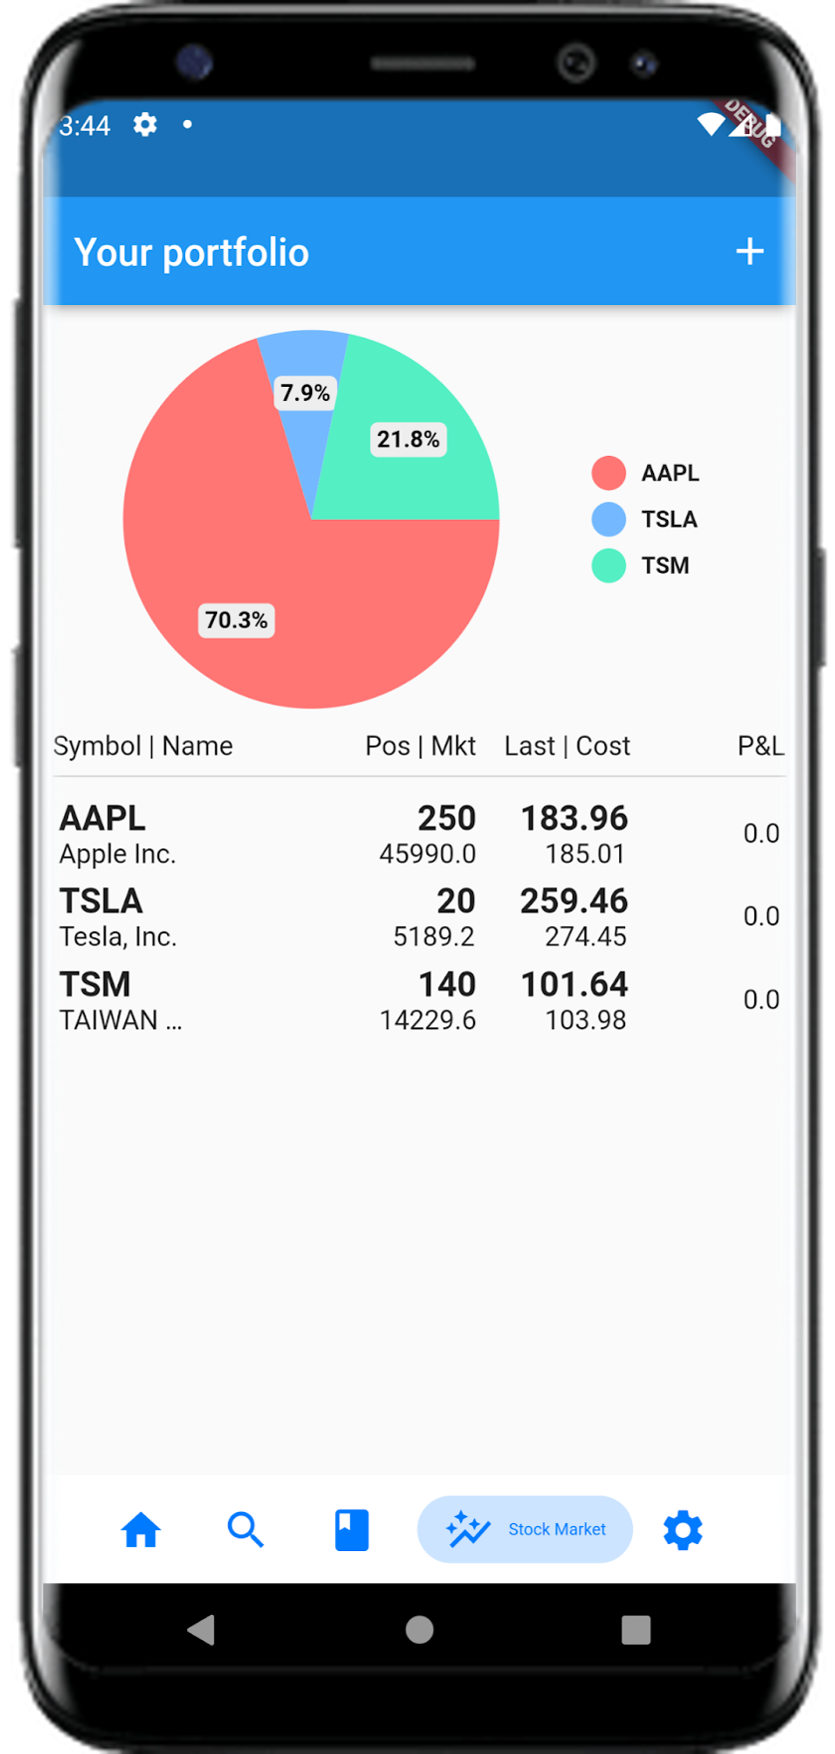 3:44
DEBUG
Your portfolio +
7.9%
21.8%
70.3%
AAPL
TSLA
TSM
Symbol | Name Pos | Mkt Last | Cost P&L
AAPL 250 183.96
Apple Inc. 45990.0 185.01 0.0
TSLA 20 259.46
Tesla, Inc. 5189.2 274.45 0.0
TSM 140 101.64
TAIWAN ... 14229.6 103.98 0.0
Stock Market